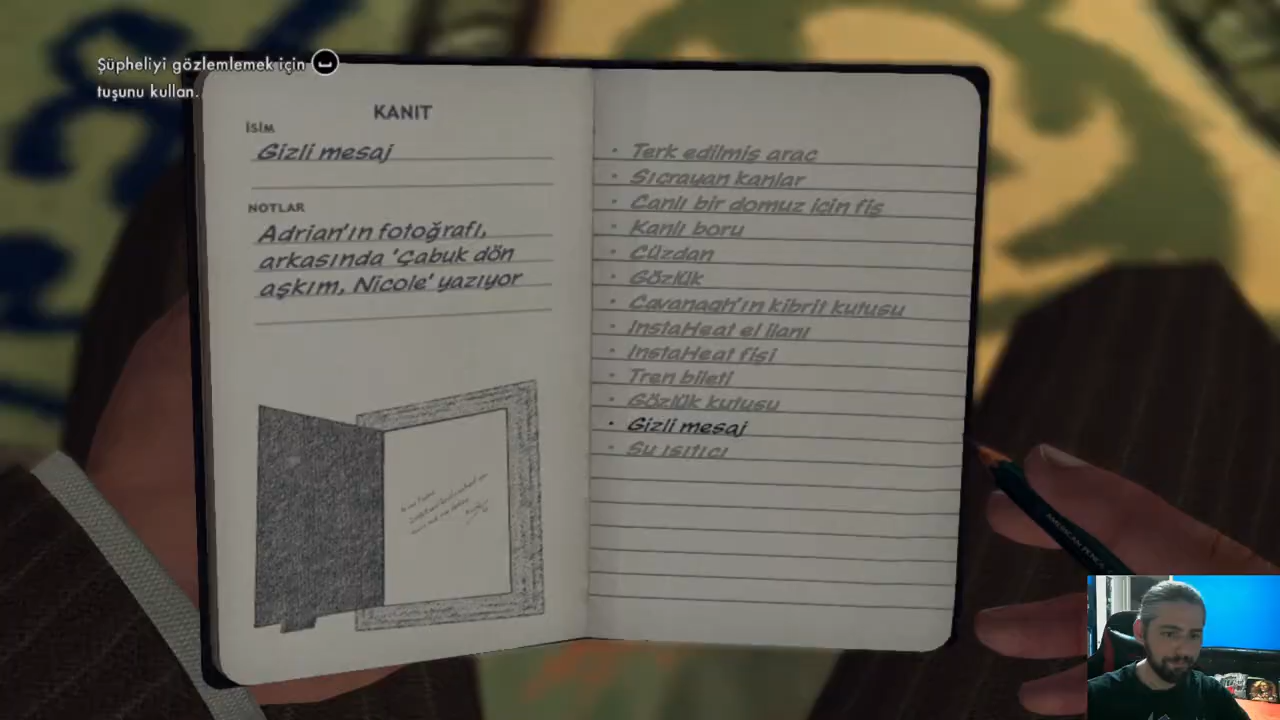 Şüpheliyi gözlemlemek için
tuşunu kullan.
KANIT
İSİM
Gizli mesaj
NOTLAR
Adrian'ın fotoğrafı,
arkasında 'Çabuk dön
aşkım, Nicole' yazıyor
• Terk edilmiş araç
• Sıçrayan kanlar
• Canlı bir domuz için fiş
• Kanlı boru
• Cüzdan
• Gözlük
• Cavanagh'ın kibrit kutusu
• InstaHeat el ilanı
• InstaHeat fişi
• Tren bileti
• Gözlük kutusu
• Gizli mesaj
• Su ısıtıcı